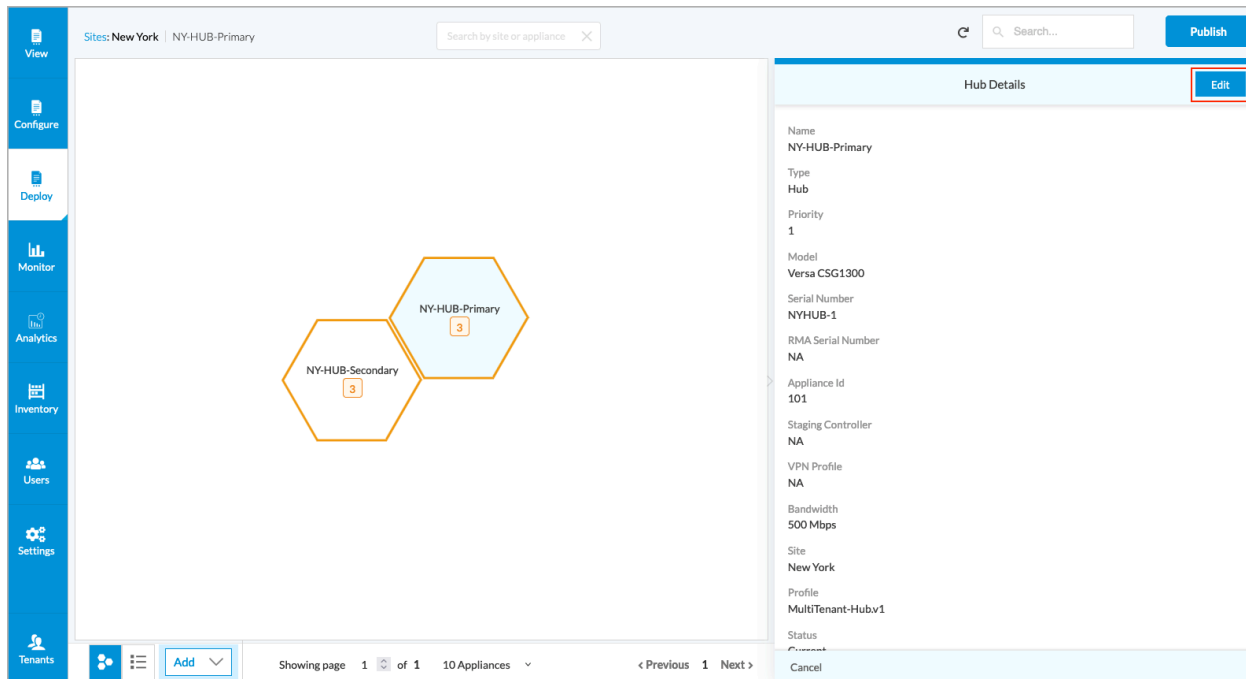 View
Configure
Deploy
Monitor
Analytics
Inventory
Users
Settings
Tenants
Sites: New York | NY-HUB-Primary
Search by site or appliance
Search...
Publish
NY-HUB-Primary
3
NY-HUB-Secondary
3
Add
Showing page 1 of 1 10 Appliances
< Previous 1 Next >
Hub Details
Edit
Name
NY-HUB-Primary
Type
Hub
Priority
1
Model
Versa CSG1300
Serial Number
NYHUB-1
RMA Serial Number
NA
Appliance Id
101
Staging Controller
NA
VPN Profile
NA
Bandwidth
500 Mbps
Site
New York
Profile
MultiTenant-Hub.v1
Status
Current
Cancel